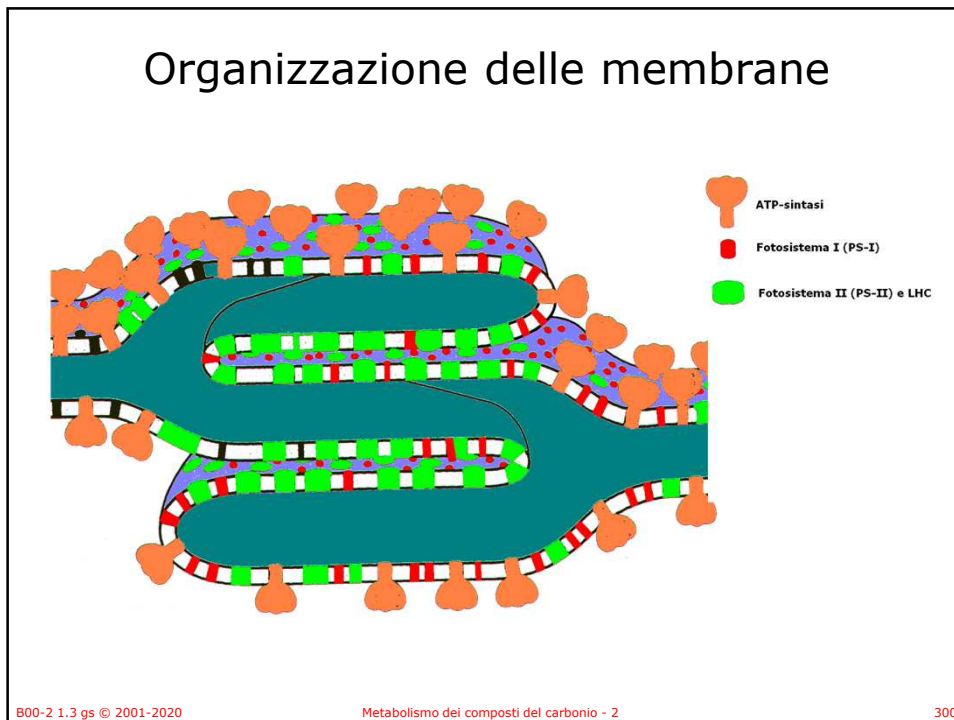 Organizzazione delle membrane
ATP-sintasi
Fotosistema I (PS-I)
Fotosistema II (PS-II) e LHC
B00-2 1.3 gs © 2001-2020
Metabolismo dei composti del carbonio - 2
300